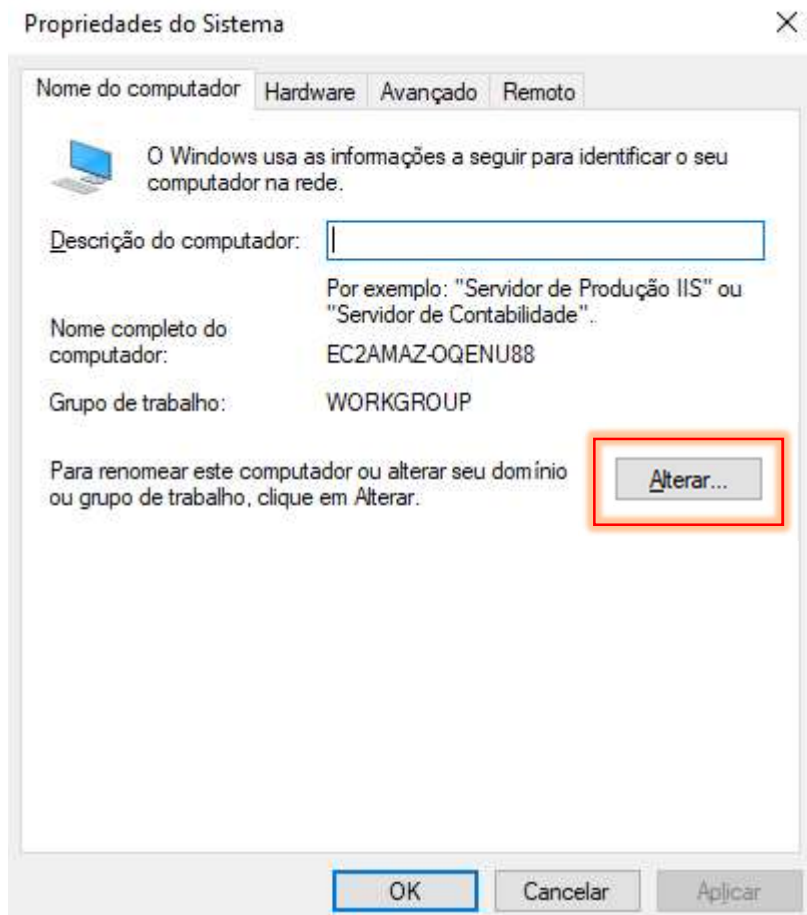 Propriedades do Sistema
Nome do computador Hardware Avançado Remoto
O Windows usa as informações a seguir para identificar o seu
computador na rede.
Descrição do computador:
Por exemplo: "Servidor de Produção IIS" ou
"Servidor de Contabilidade".
Nome completo do
computador:
EC2AMAZ-OQENU88
Grupo de trabalho: WORKGROUP
Para renomear este computador ou alterar seu domínio
ou grupo de trabalho, clique em Alterar.
Alterar...
OK Cancelar Aplicar